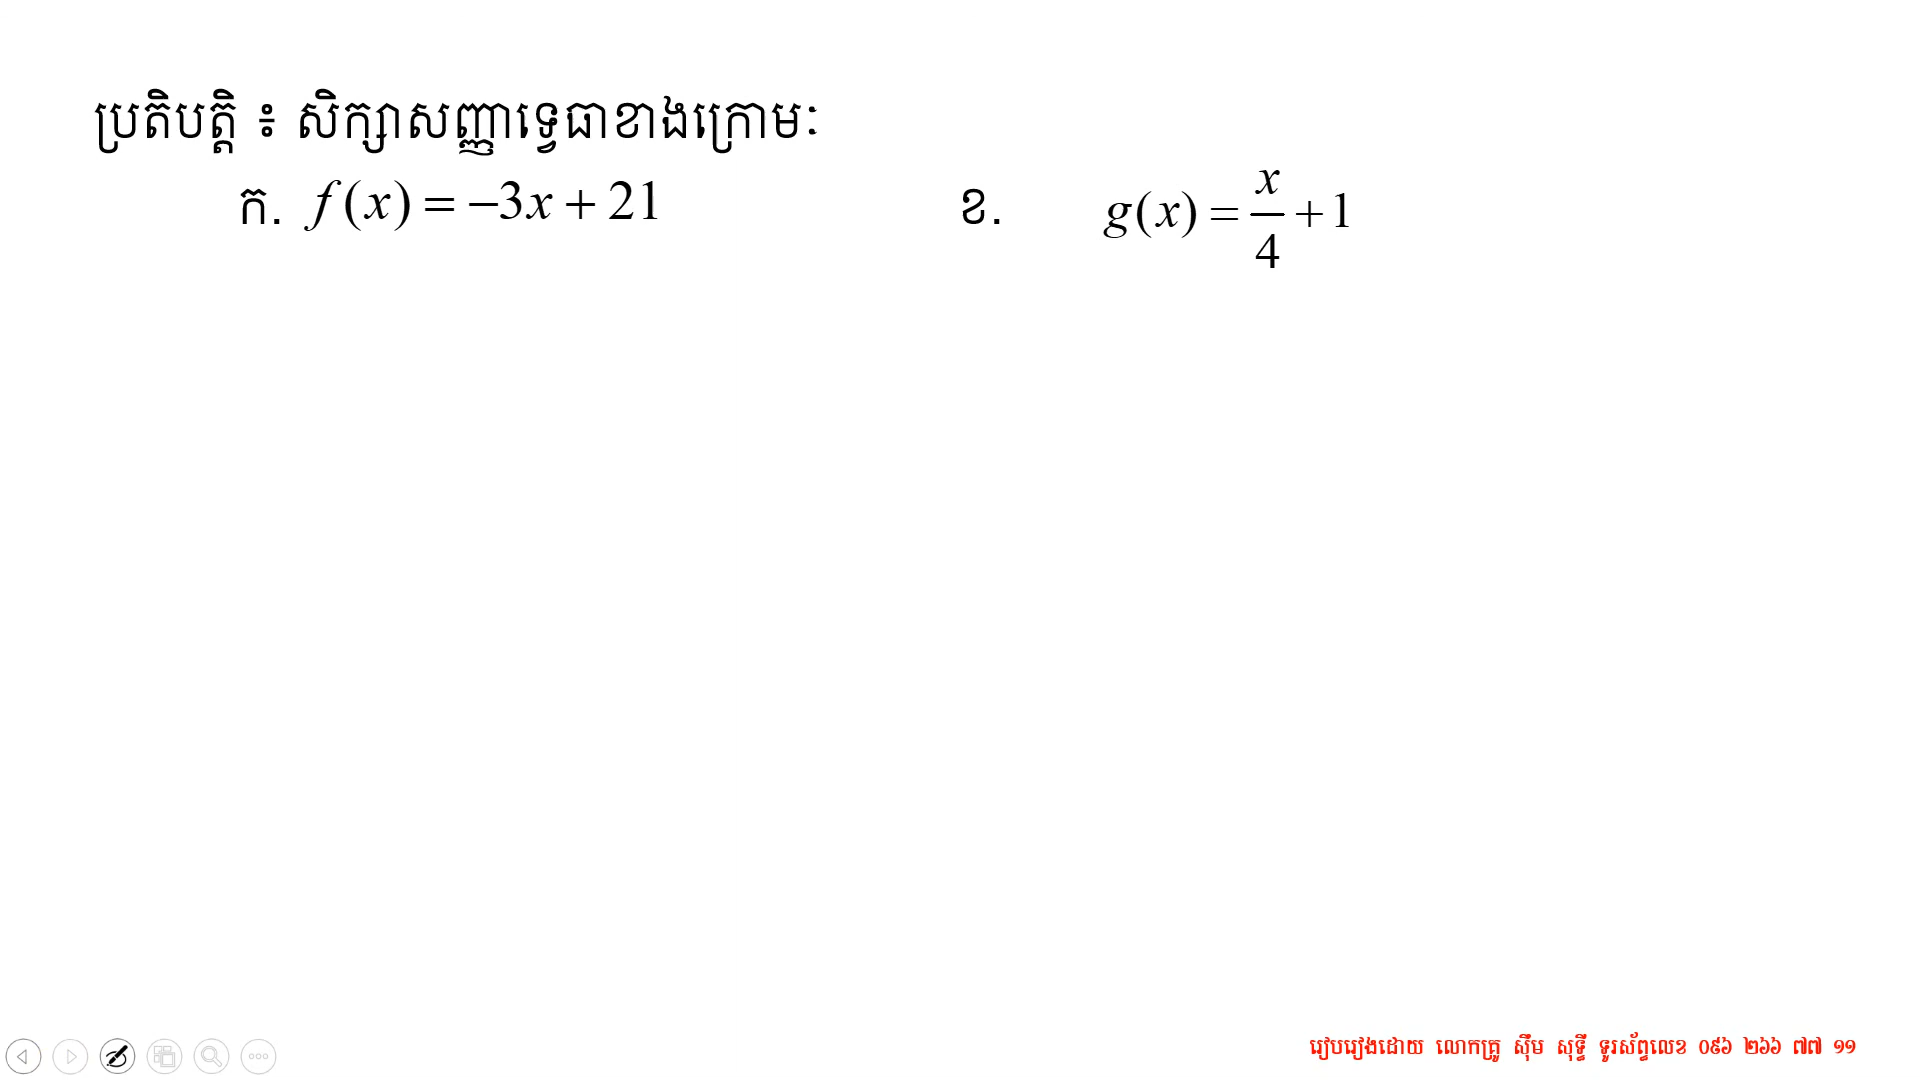 ប្រតិបត្តិ ៖ សិក្សាសញ្ញាទ្វេធាខាងក្រោម:
ក. f(x) = −3x + 21 ខ. g(x) = x/4 + 1
រៀបរៀងដោយ លោកគ្រូ ស៊ឹម សុទ្ធី ទូរស័ព្ទលេខ ០៩៦ ២៦៦ ៧៧ ១១